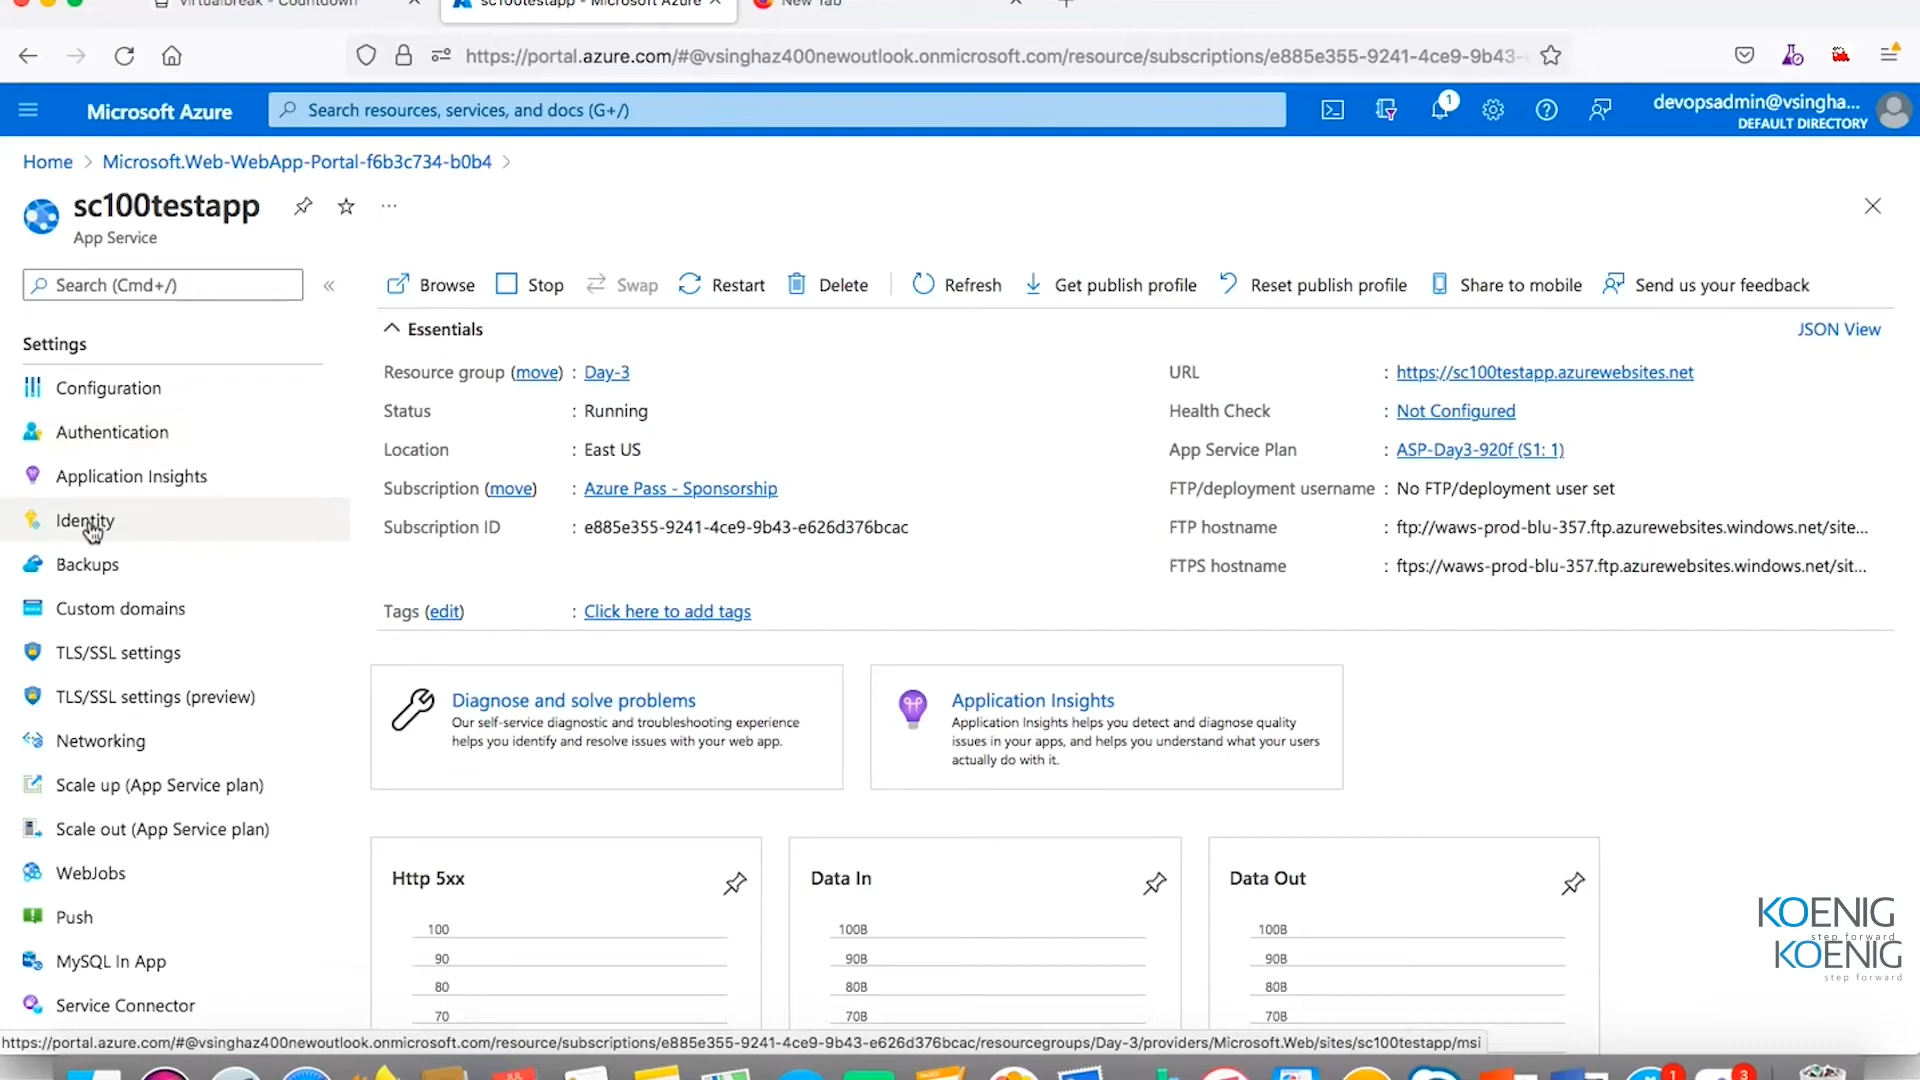 Virtualbreak - Countdown
sc100testapp - Microsoft Azure
New Tab
https://portal.azure.com/#@vsinghaz400newoutlook.onmicrosoft.com/resource/subscriptions/e885e355-9241-4ce9-9b43-
Microsoft Azure
Search resources, services, and docs (G+/)
1
devopsadmin@vsingha...
DEFAULT DIRECTORY
Home > Microsoft.Web-WebApp-Portal-f6b3c734-b0b4 >
sc100testapp
...
App Service
Search (Cmd+/)
«
Browse
Stop
Swap
Restart
Delete
Refresh
Get publish profile
Reset publish profile
Share to mobile
Send us your feedback
Settings
Configuration
Authentication
Application Insights
Identity
Backups
Custom domains
TLS/SSL settings
TLS/SSL settings (preview)
Networking
Scale up (App Service plan)
Scale out (App Service plan)
WebJobs
Push
MySQL In App
Service Connector
Essentials
JSON View
Resource group (move) : Day-3
Status : Running
Location : East US
Subscription (move) : Azure Pass - Sponsorship
Subscription ID : e885e355-9241-4ce9-9b43-e626d376bcac
Tags (edit) : Click here to add tags
URL : https://sc100testapp.azurewebsites.net
Health Check : Not Configured
App Service Plan : ASP-Day3-920f (S1: 1)
FTP/deployment username : No FTP/deployment user set
FTP hostname : ftp://waws-prod-blu-357.ftp.azurewebsites.windows.net/site...
FTPS hostname : ftps://waws-prod-blu-357.ftp.azurewebsites.windows.net/sit...
Diagnose and solve problems
Our self-service diagnostic and troubleshooting experience
helps you identify and resolve issues with your web app.
Application Insights
Application Insights helps you detect and diagnose quality
issues in your apps, and helps you understand what your users
actually do with it.
Http 5xx
100
90
80
70
Data In
100B
90B
80B
70B
Data Out
100B
90B
80B
70B
KOENIG
step forward
KOENIG
step forward
https://portal.azure.com/#@vsinghaz400newoutlook.onmicrosoft.com/resource/subscriptions/e885e355-9241-4ce9-9b43-e626d376bcac/resourcegroups/Day-3/providers/Microsoft.Web/sites/sc100testapp/msi
1
3